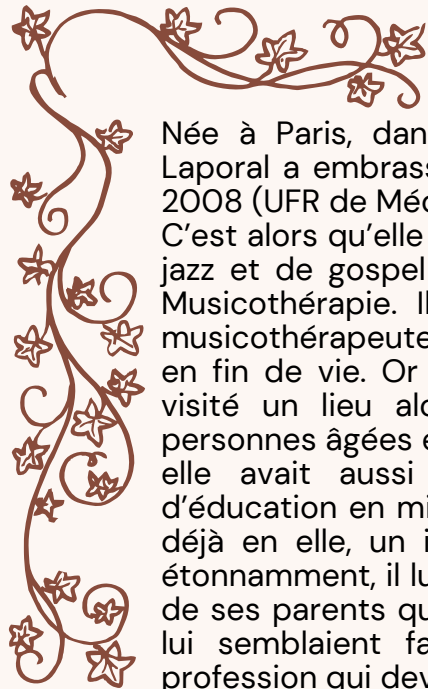 Née à Paris, dan
Laporal a embrass
2008 (UFR de Méd
C’est alors qu’elle
jazz et de gospel
Musicothérapie. Il
musicothérapeute
en fin de vie. Or
visité un lieu alo
personnes âgées e
elle avait aussi
d’éducation en mi
déjà en elle, un i
étonnamment, il lu
de ses parents qu
lui semblaient fa
profession qui dev